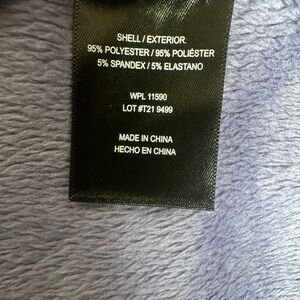 SHELL / EXTERIOR
95% POLYESTER / 95% POLIÉSTER
5% SPANDEX / 5% ELASTANO
WPL 11590
LOT #T21 9499
MADE IN CHINA
HECHO EN CHINA